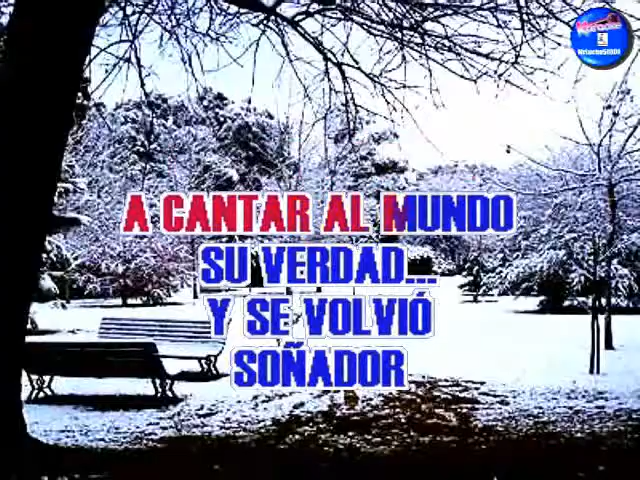 A CANTAR AL MUNDO
SU VERDAD...
Y SE VOLVIÓ
SOÑADOR